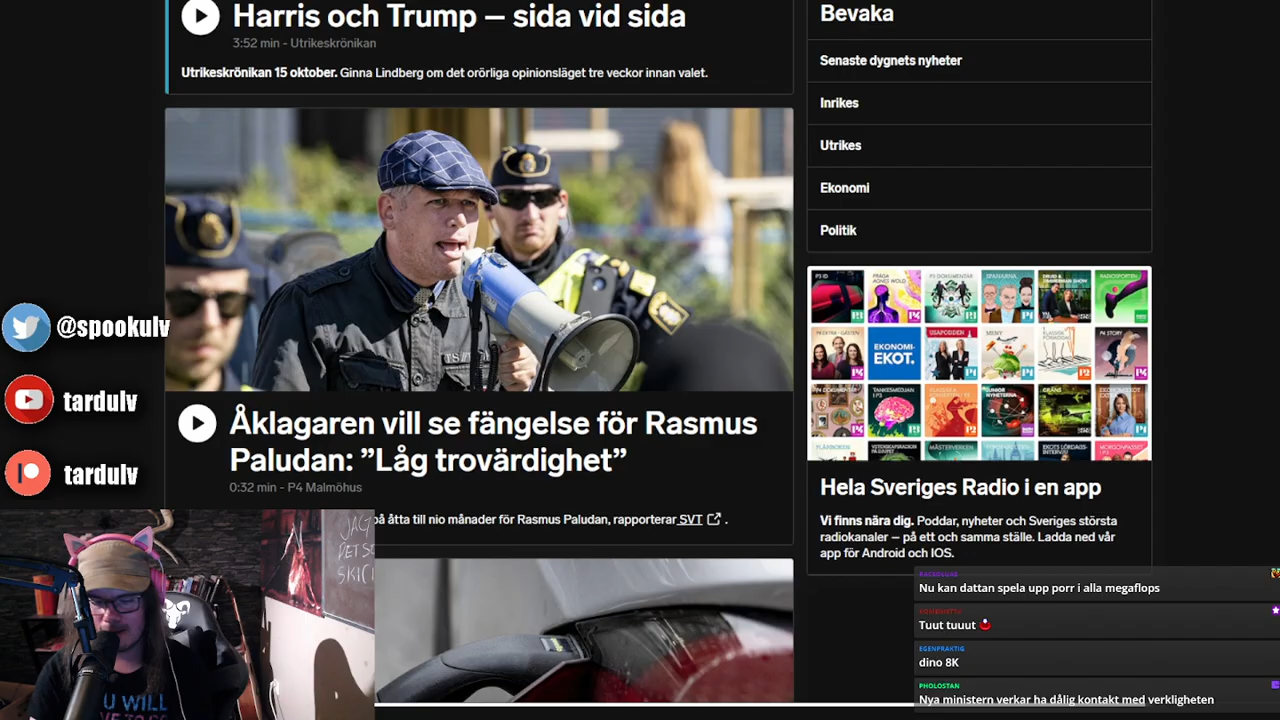 Harris och Trump – sida vid sida
3:52 min - Utrikeskrönikan
Utrikeskrönikan 15 oktober. Ginna Lindberg om det orörliga opinionsläget tre veckor innan valet.
Åklagaren vill se fängelse för Rasmus
Paludan: ”Låg trovärdighet”
0:32 min - P4 Malmöhus
på åtta till nio månader för Rasmus Paludan, rapporterar SVT .
Bevaka
Senaste dygnets nyheter
Inrikes
Utrikes
Ekonomi
Politik
EKONOMI-
EKOT.
Hela Sveriges Radio i en app
Vi finns nära dig. Poddar, nyheter och Sveriges största
radiokanaler – på ett och samma ställe. Ladda ned vår
app för Android och IOS.
@spookulv
tardulv
tardulv
JAG
DET SO
U WILL
Nu kan dattan spela upp porr i alla megaflops
Tuut tuuut
EGENPRAKTIG
dino 8K
PHOLOSTAN
Nya ministern verkar ha dålig kontakt med verkligheten